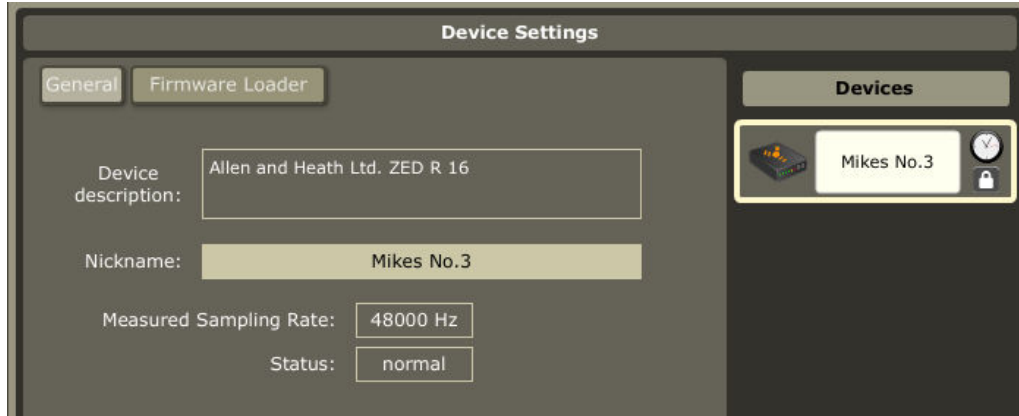 Device Settings
General
Firmware Loader
Devices
Device
description:
Allen and Heath Ltd. ZED R 16
Mikes No.3
Nickname:
Mikes No.3
Measured Sampling Rate:
48000 Hz
Status:
normal